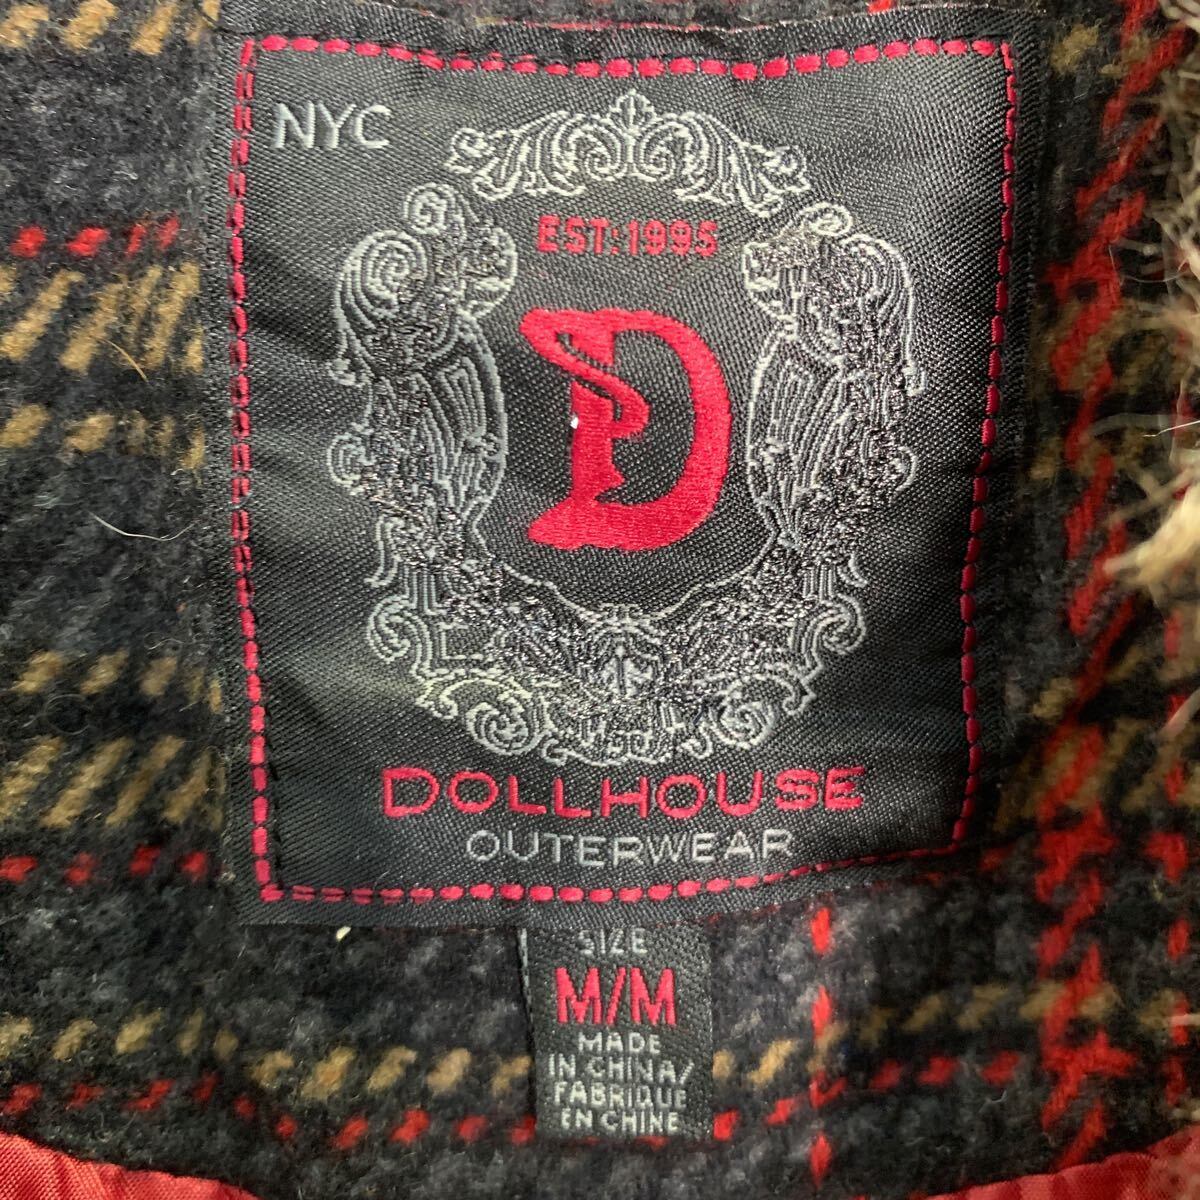 NYC
EST:1995
D
DOLLHOUSE
OUTERWEAR
SIZE
M/M
MADE
IN CHINA/
FABRIQUE
EN CHINE